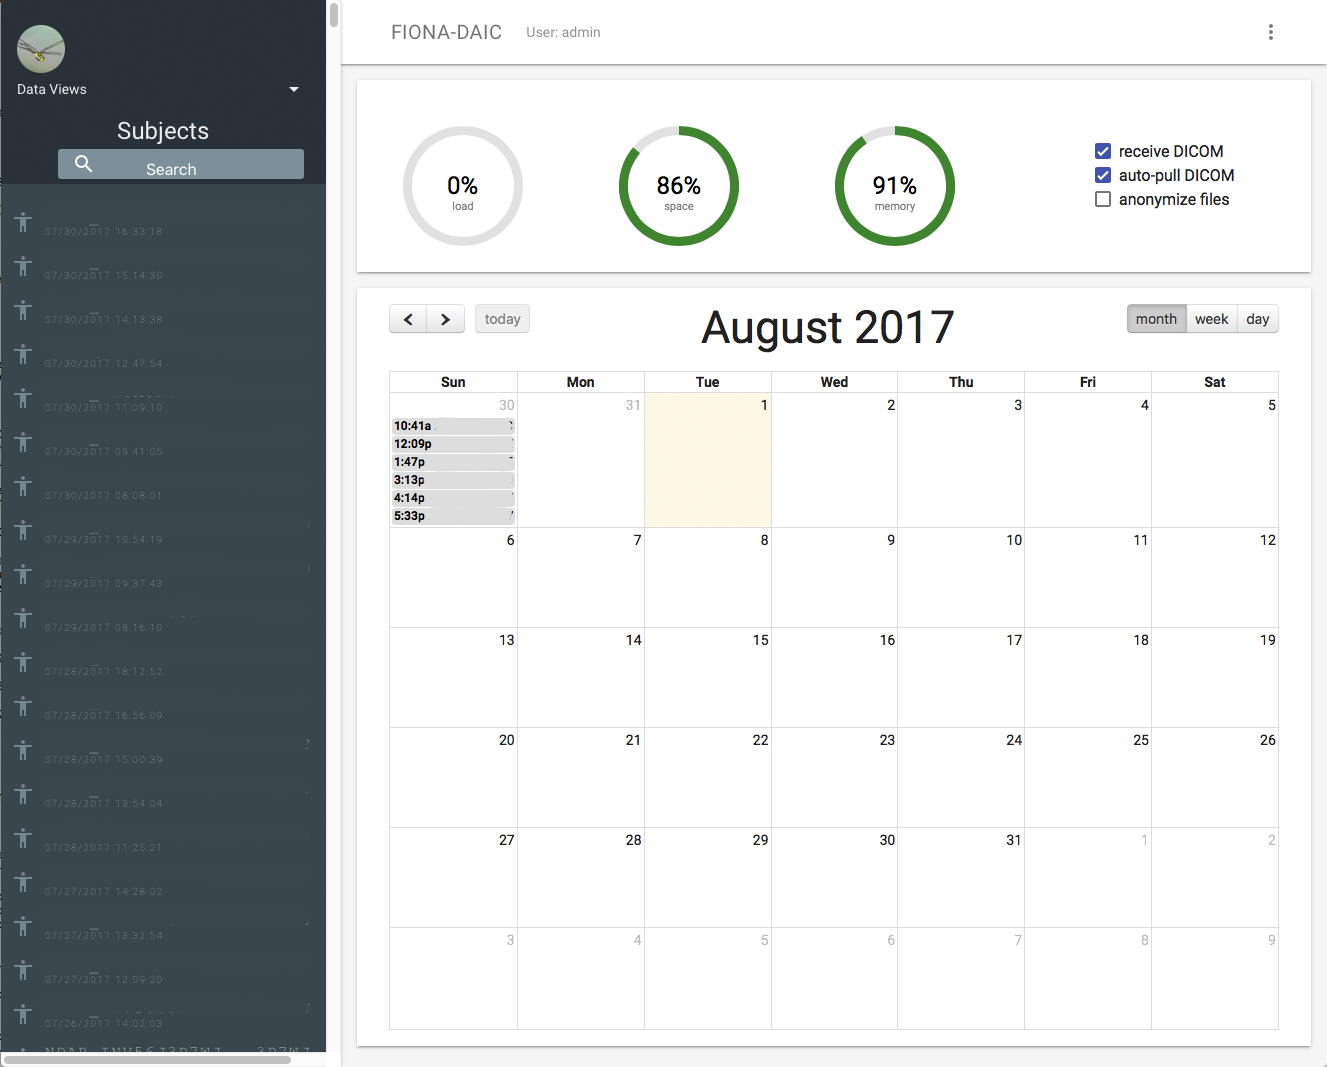 Data Views
Subjects
Search
07/30/2017 16:33:18
07/30/2017 15:14:30
07/30/2017 14:13:38
07/30/2017 12:47:54
07/30/2017 11:09:10
07/30/2017 09:41:05
07/30/2017 08:08:01
07/29/2017 10:54:19
07/29/2017 09:37:43
07/29/2017 08:16:10
07/28/2017 18:12:52
07/28/2017 16:56:09
07/28/2017 15:00:39
07/28/2017 13:54:04
07/28/2017 11:25:21
07/27/2017 14:28:02
07/27/2017 13:32:54
07/27/2017 12:09:20
07/26/2017 14:02:03
FIONA-DAIC User: admin
0% load
86% space
91% memory
receive DICOM
auto-pull DICOM
anonymize files
today
August 2017
month week day
Sun Mon Tue Wed Thu Fri Sat
30 31 1 2 3 4 5
10:41a
12:09p
1:47p
3:13p
4:14p
5:33p
6 7 8 9 10 11 12
13 14 15 16 17 18 19
20 21 22 23 24 25 26
27 28 29 30 31 1 2
3 4 5 6 7 8 9